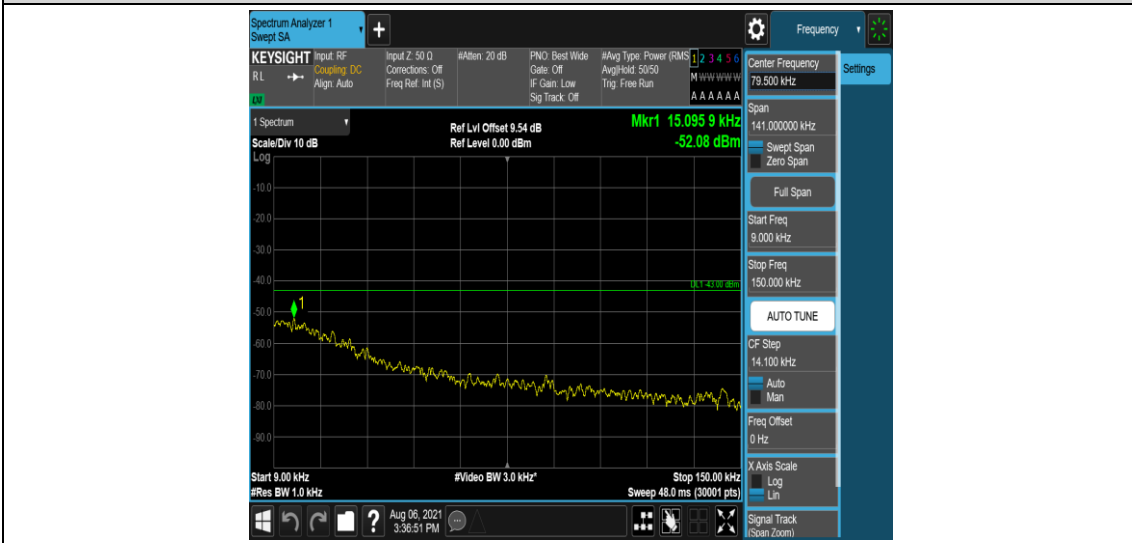 Spectrum Analyzer 1
Swept SA
+
Frequency
KEYSIGHT
RL
LXI
Input: RF
Coupling: DC
Align: Auto
Input Z: 50 Ω
Corrections: Off
Freq Ref: Int (S)
#Atten: 20 dB
PNO: Best Wide
Gate: Off
IF Gain: Low
Sig Track: Off
#Avg Type: Power (RMS
Avg|Hold: 50/50
Trig: Free Run
1 2 3 4 5 6
M W W W W W
A A A A A A
1 Spectrum
Scale/Div 10 dB
Log
Ref Lvl Offset 9.54 dB
Ref Level 0.00 dBm
Mkr1 15.095 9 kHz
-52.08 dBm
-10.0
-20.0
-30.0
-40.0
DL1 -43.00 dBm
1
-50.0
-60.0
-70.0
-80.0
-90.0
Start 9.00 kHz
#Video BW 3.0 kHz*
Stop 150.00 kHz
#Res BW 1.0 kHz
Sweep 48.0 ms (30001 pts)
Center Frequency
79.500 kHz
Settings
Span
141.000000 kHz
Swept Span
Zero Span
Full Span
Start Freq
9.000 kHz
Stop Freq
150.000 kHz
AUTO TUNE
CF Step
14.100 kHz
Auto
Man
Freq Offset
0 Hz
X Axis Scale
Log
Lin
Signal Track
(Span Zoom)
?
Aug 06, 2021
3:36:51 PM